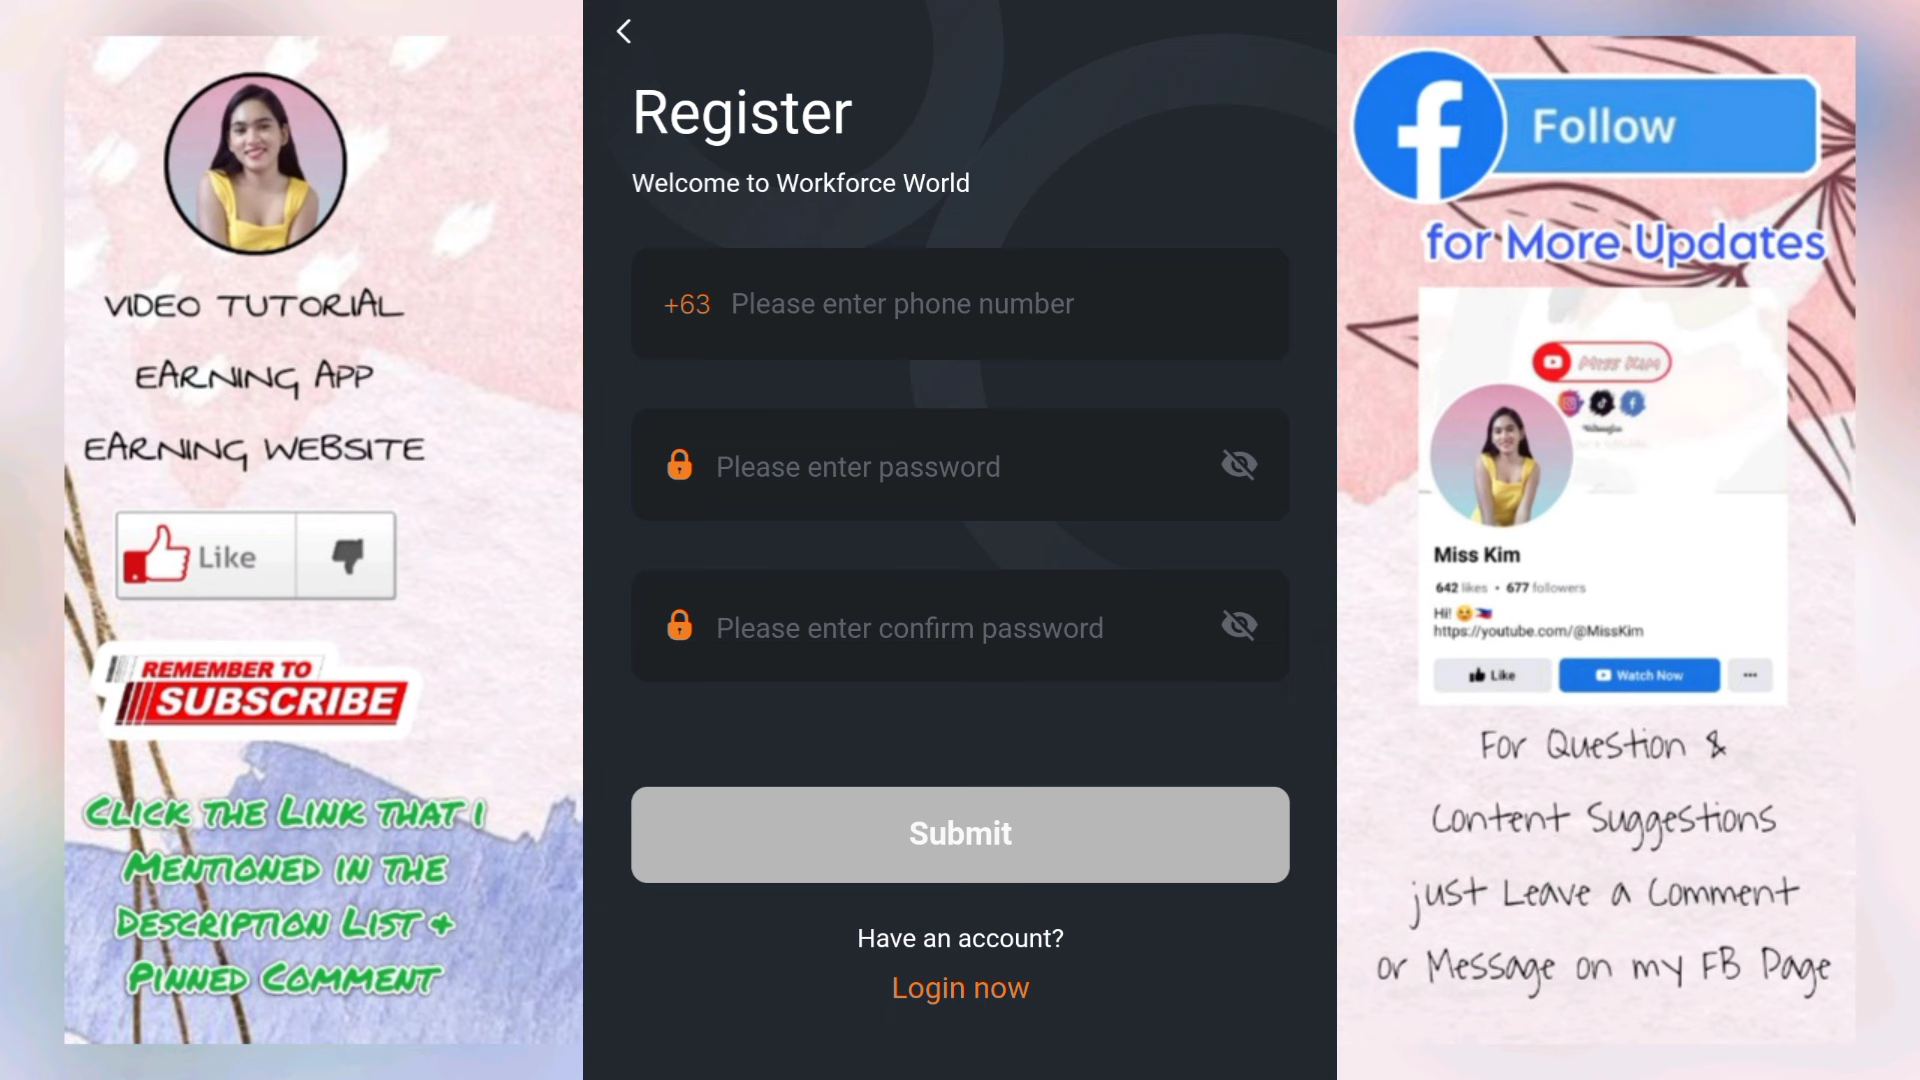 VIDEO TUTORIAL
EARNING APP
EARNING WEBSITE
Like
REMEMBER TO
SUBSCRIBE
CLICK THE LINK THAT I
MENTIONED IN THE
DESCRIPTION LIST &
PINNED COMMENT
Register
Welcome to Workforce World
+63 Please enter phone number
Please enter password
Please enter confirm password
Submit
Have an account?
Login now
Follow
for More Updates
MISS KIM
Miss Kim
642 likes • 677 followers
Hi!
https://youtube.com/@MissKim
Like
Watch Now
For Question &
Content Suggestions
just Leave a Comment
or Message on my FB Page